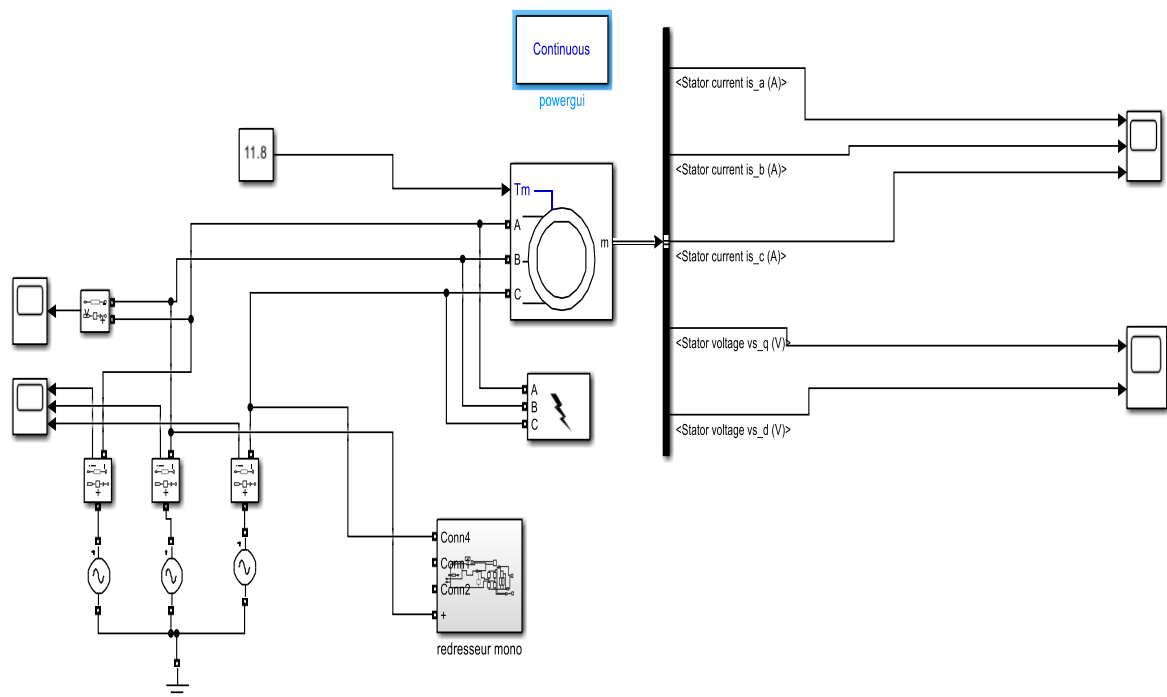 Continuous
powergui
<Stator current is_a (A)>
11.8
<Stator current is_b (A)>
Tm
A
m
B
<Stator current is_c (A)>
C
<Stator voltage vs_q (V)>
A
B
C
<Stator voltage vs_d (V)>
Conn4
Conn
Conn2
+
redresseur mono